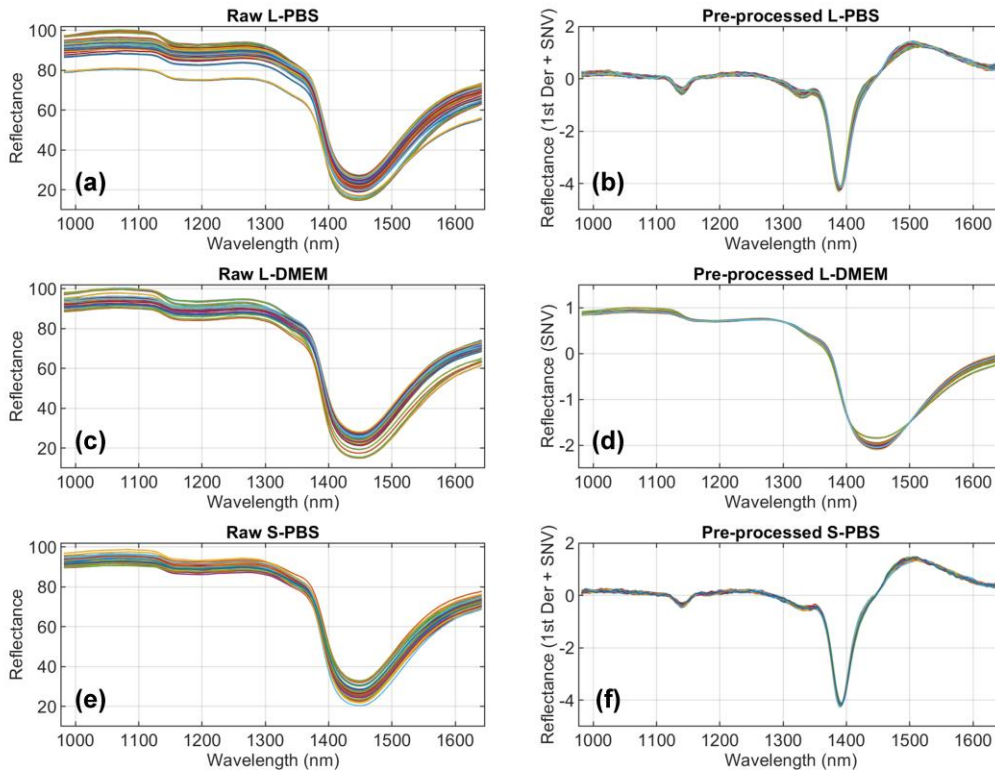 Raw L-PBS
100
80
60
40
20
Reflectance
(a)
1000 1100 1200 1300 1400 1500 1600
Wavelength (nm)
Pre-processed L-PBS
2
0
-2
-4
Reflectance (1st Der + SNV)
(b)
1000 1100 1200 1300 1400 1500 1600
Wavelength (nm)
Raw L-DMEM
100
80
60
40
20
Reflectance
(c)
1000 1100 1200 1300 1400 1500 1600
Wavelength (nm)
Pre-processed L-DMEM
1
0
-1
-2
Reflectance (SNV)
(d)
1000 1100 1200 1300 1400 1500 1600
Wavelength (nm)
Raw S-PBS
100
80
60
40
20
Reflectance
(e)
1000 1100 1200 1300 1400 1500 1600
Wavelength (nm)
Pre-processed S-PBS
2
0
-2
-4
Reflectance (1st Der + SNV)
(f)
1000 1100 1200 1300 1400 1500 1600
Wavelength (nm)